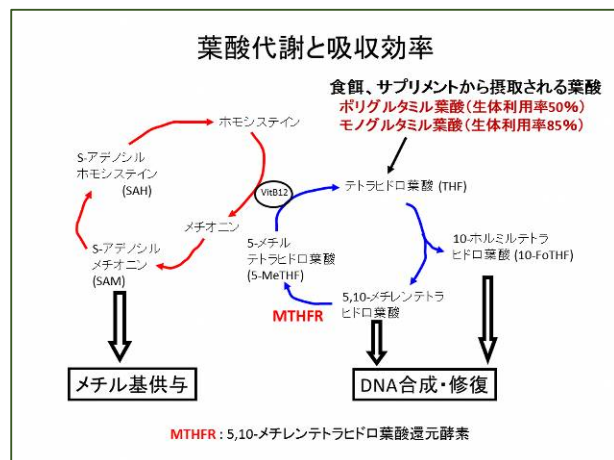 葉酸代謝と吸収効率
食餌、サプリメントから摂取される葉酸
ポリグルタミル葉酸(生体利用率50%)
モノグルタミル葉酸(生体利用率85%)
ホモシステイン
S-アデノシル
ホモシステイン
(SAH)
VitB12
テトラヒドロ葉酸 (THF)
メチオニン
S-アデノシル
メチオニン
(SAM)
5-メチル
テトラヒドロ葉酸
(5-MeTHF)
10-ホルミルテトラ
ヒドロ葉酸 (10-FoTHF)
MTHFR
5,10-メチレンテトラ
ヒドロ葉酸
メチル基供与
DNA合成・修復
MTHFR : 5,10-メチレンテトラヒドロ葉酸還元酵素